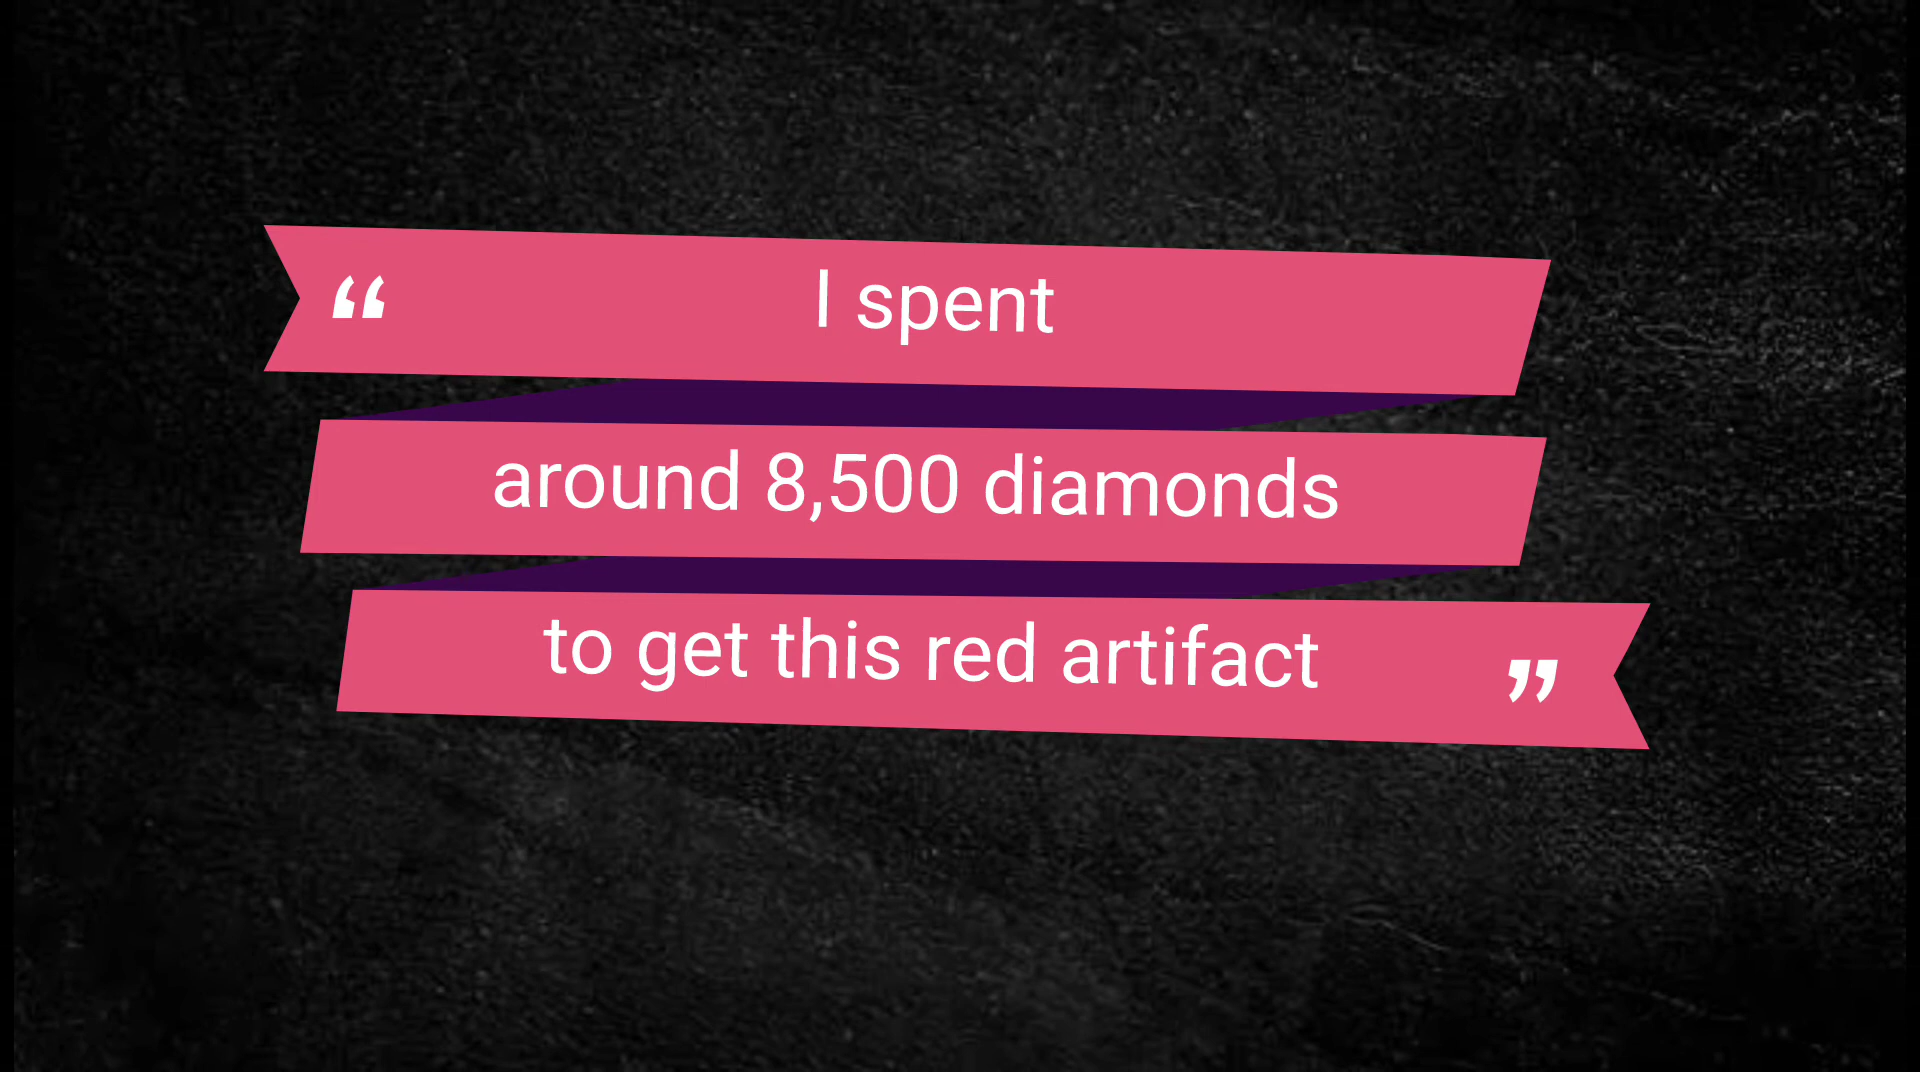 “ I spent
around 8,500 diamonds
to get this red artifact ”